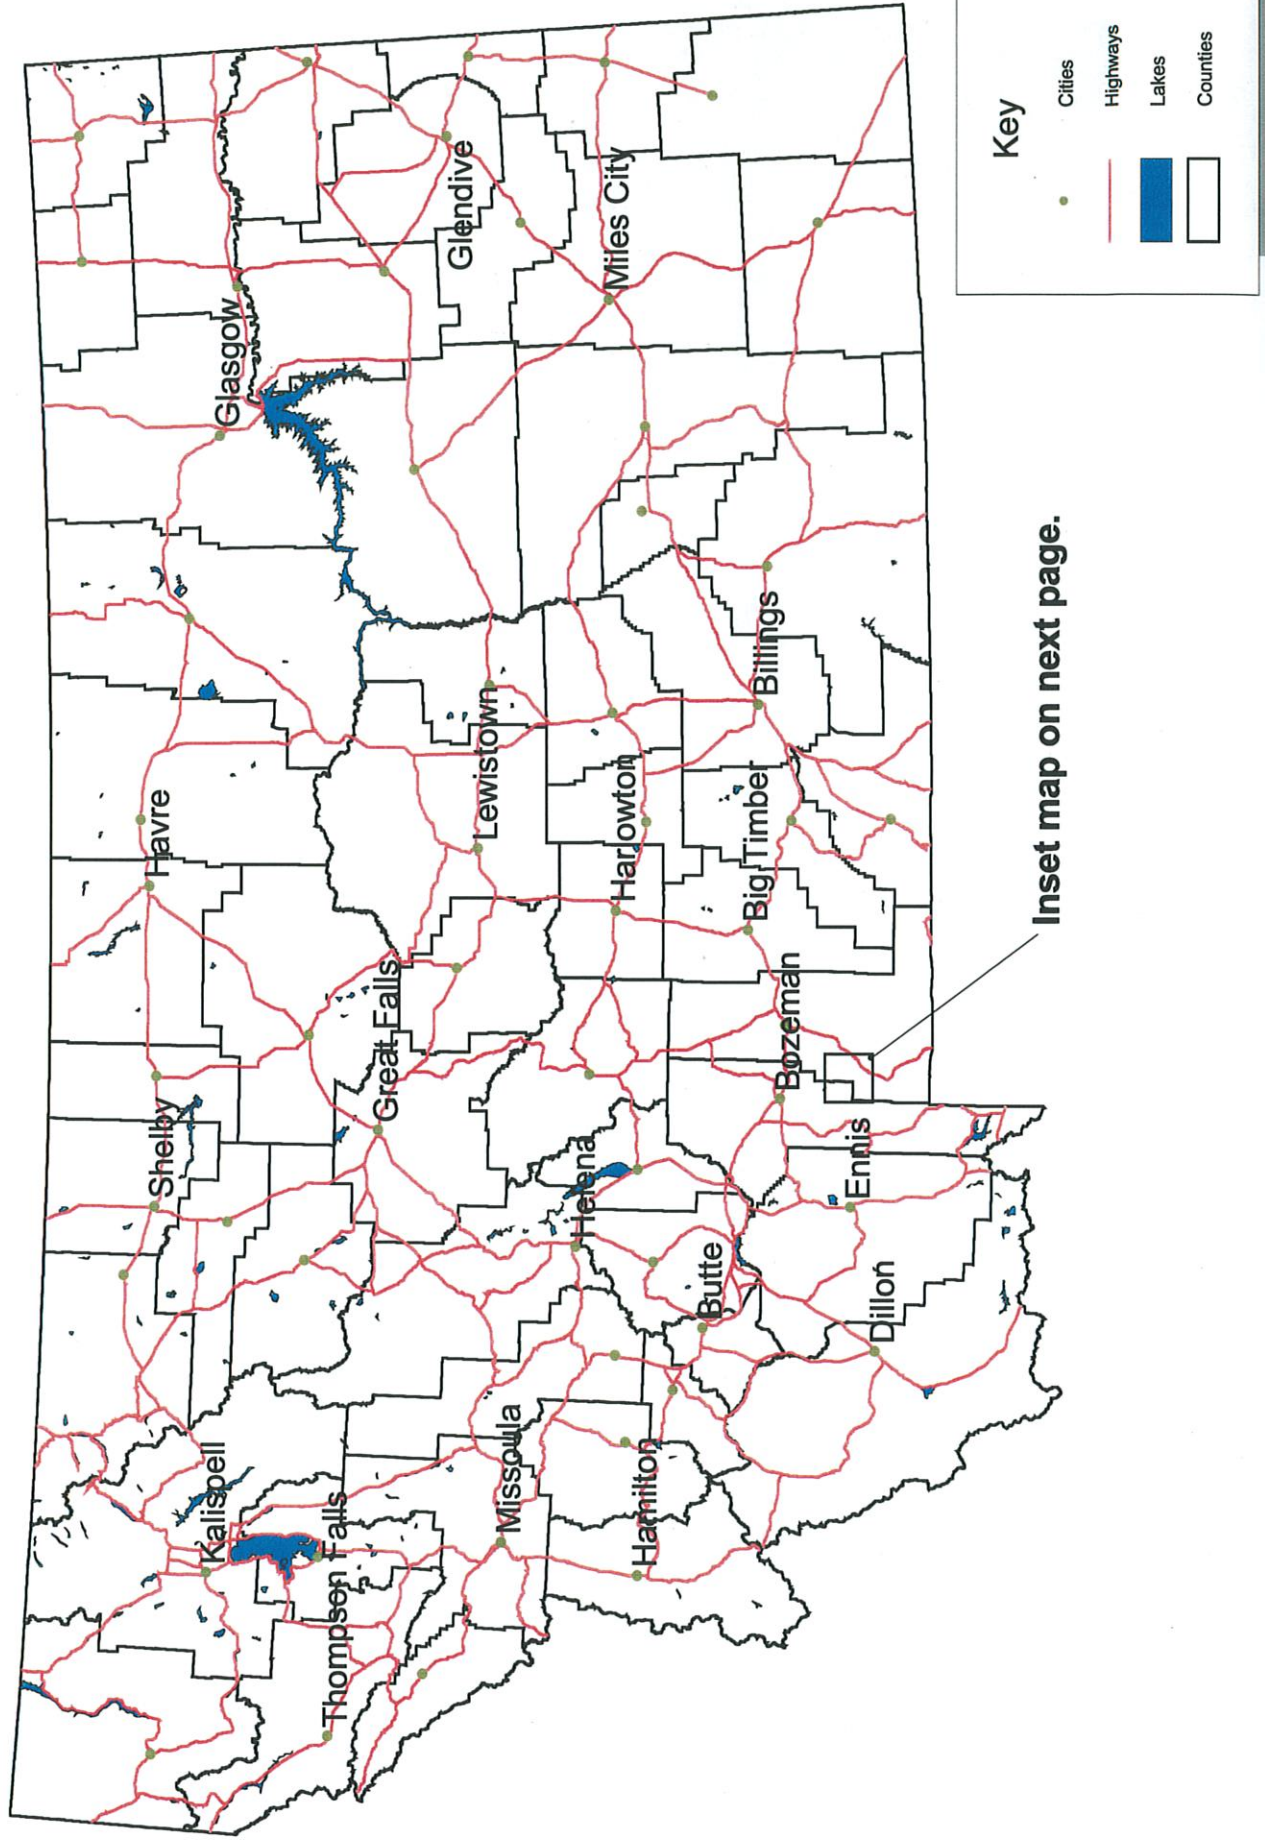 Kalispell
Shelby
Havre
Glasgow
Thompson Falls
Great Falls
Glendive
Lewistown
Missoula
Helena
Miles City
Hamilton
Harlowton
Butte
Big Timber
Billings
Bozeman
Ennis
Dillon
Inset map on next page.
Key
Cities
Highways
Lakes
Counties